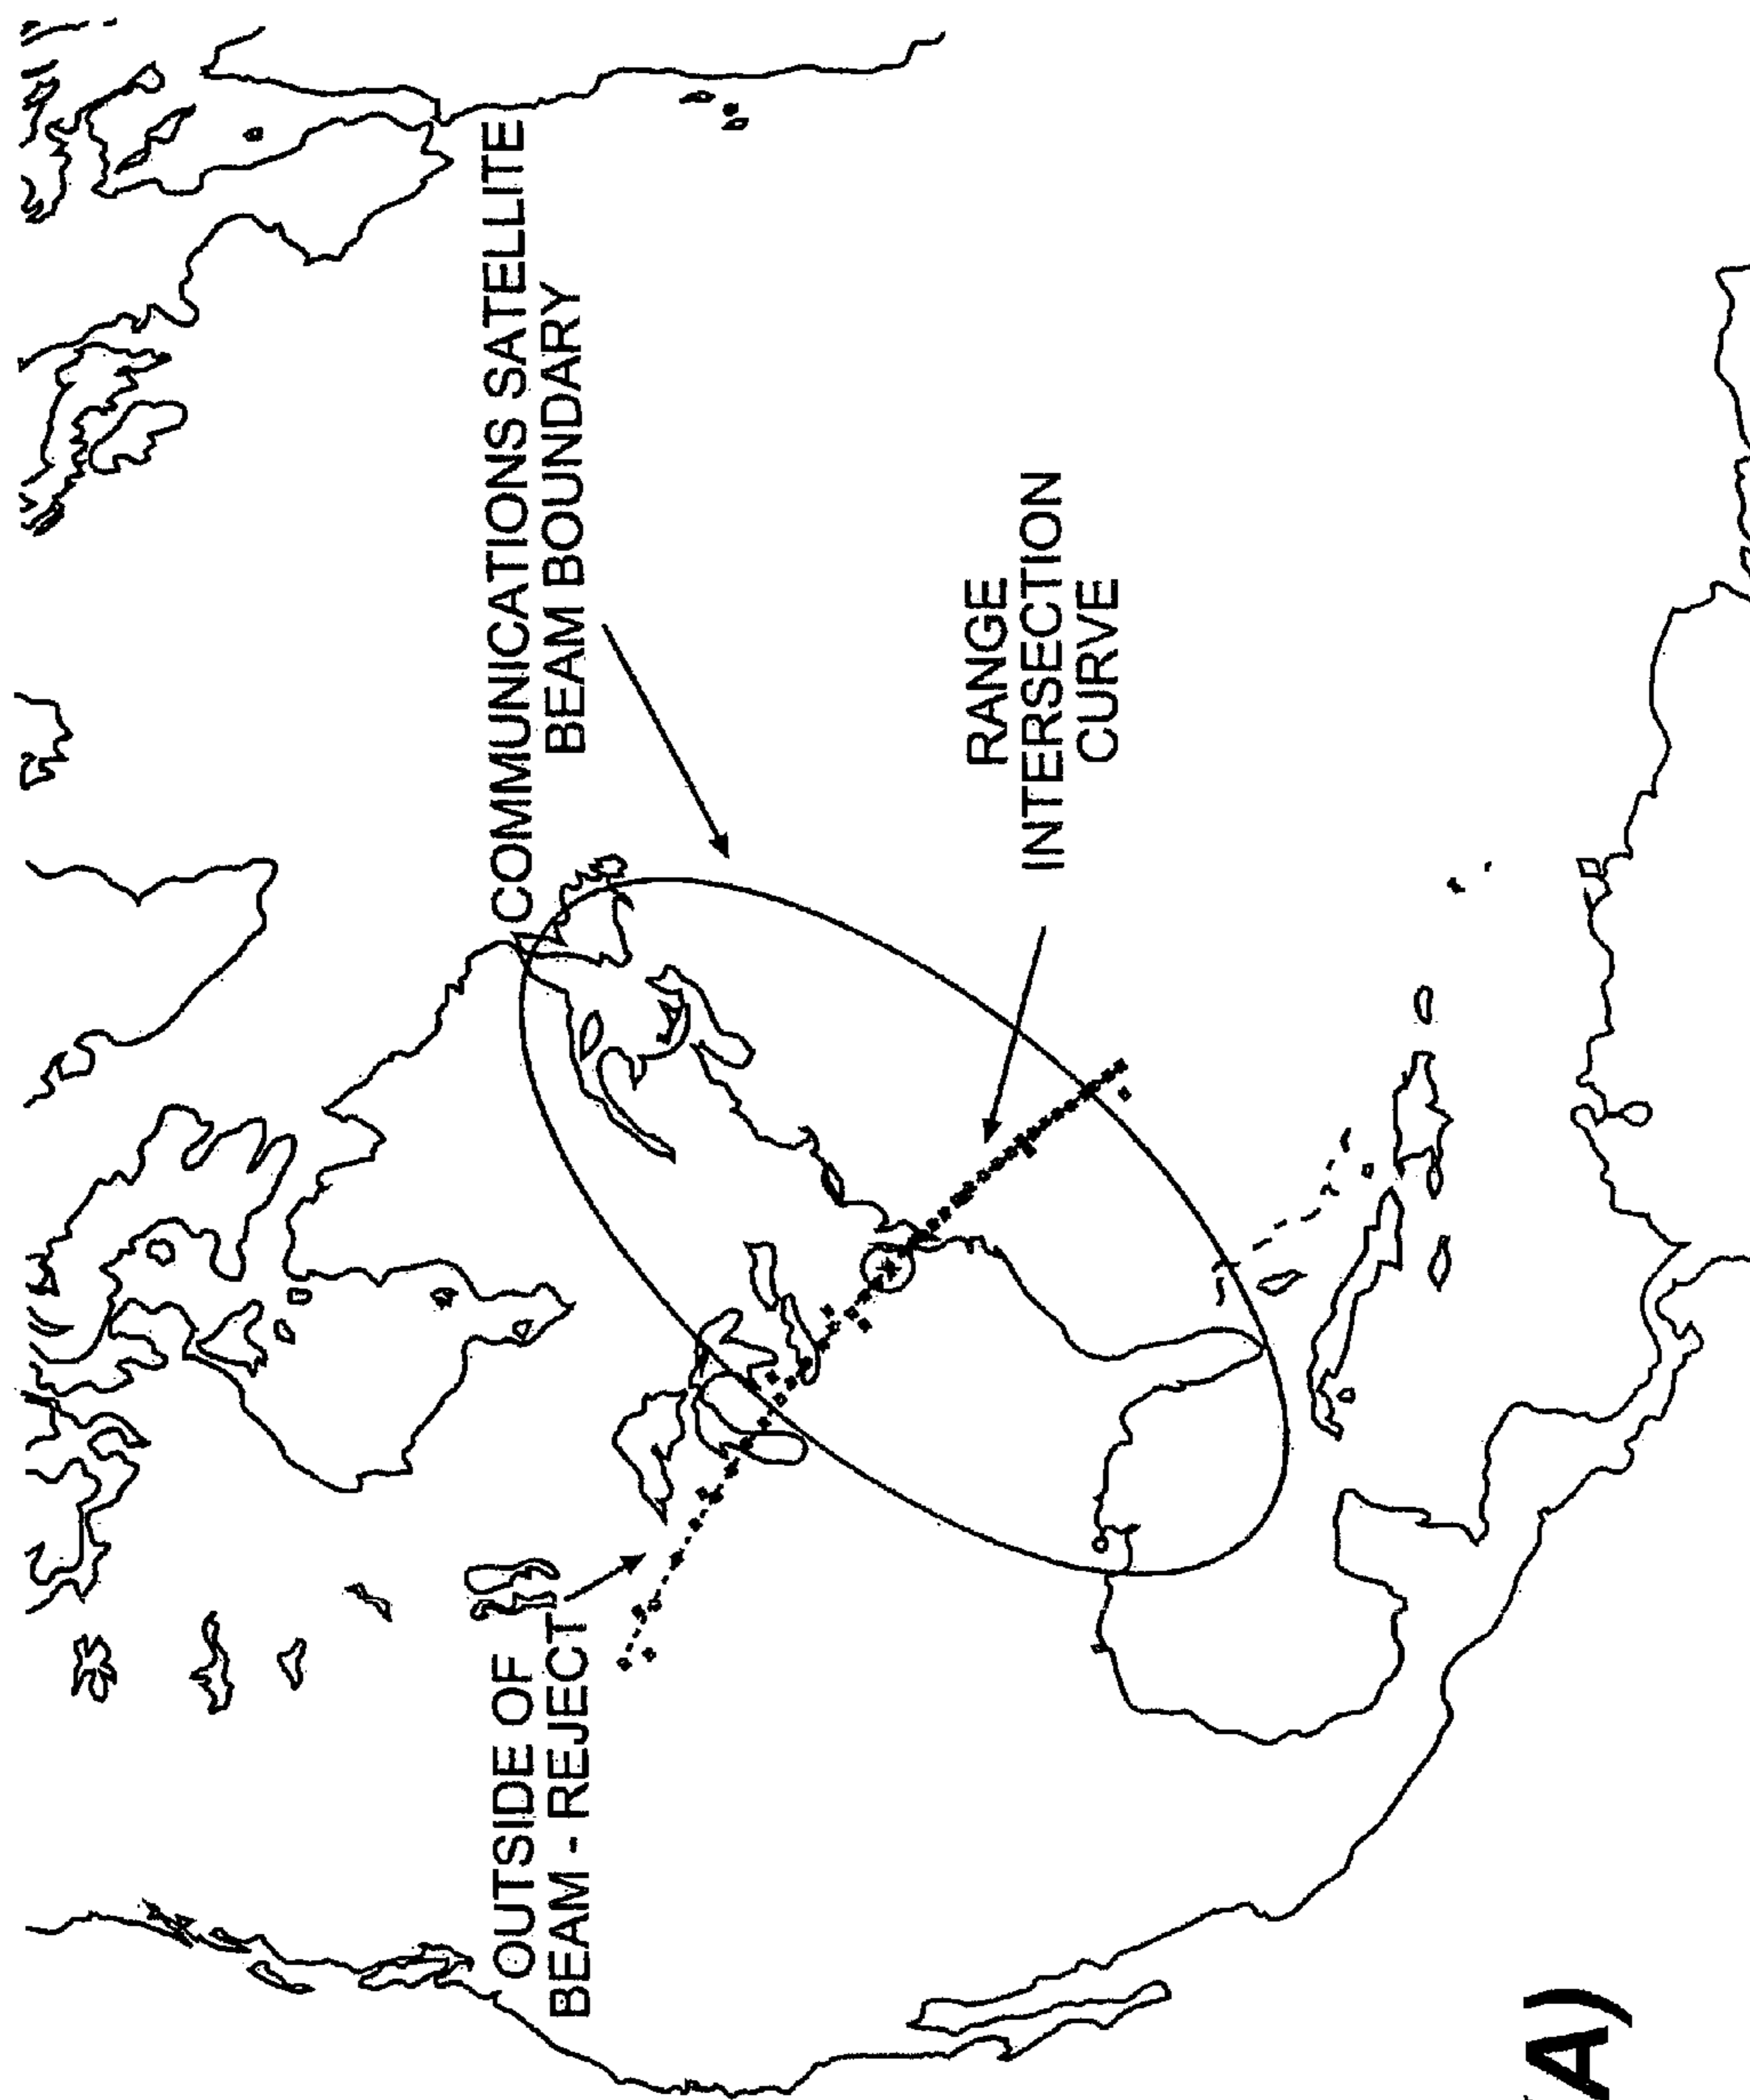 COMMUNICATIONS SATELLITE
BEAM BOUNDARY
RANGE
INTERSECTION
CURVE
OUTSIDE OF
BEAM - REJECT
A)